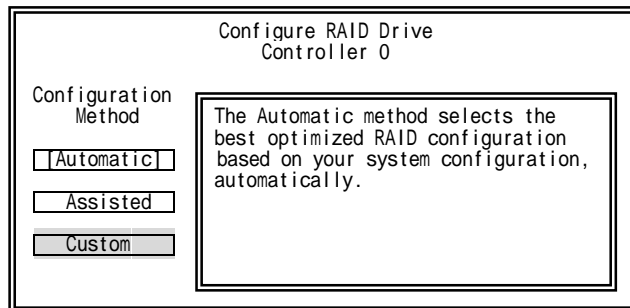 Configure RAID Drive
Controller 0
Configuration
Method
[Automatic]
Assisted
Custom
The Automatic method selects the
best optimized RAID configuration
based on your system configuration,
automatically.